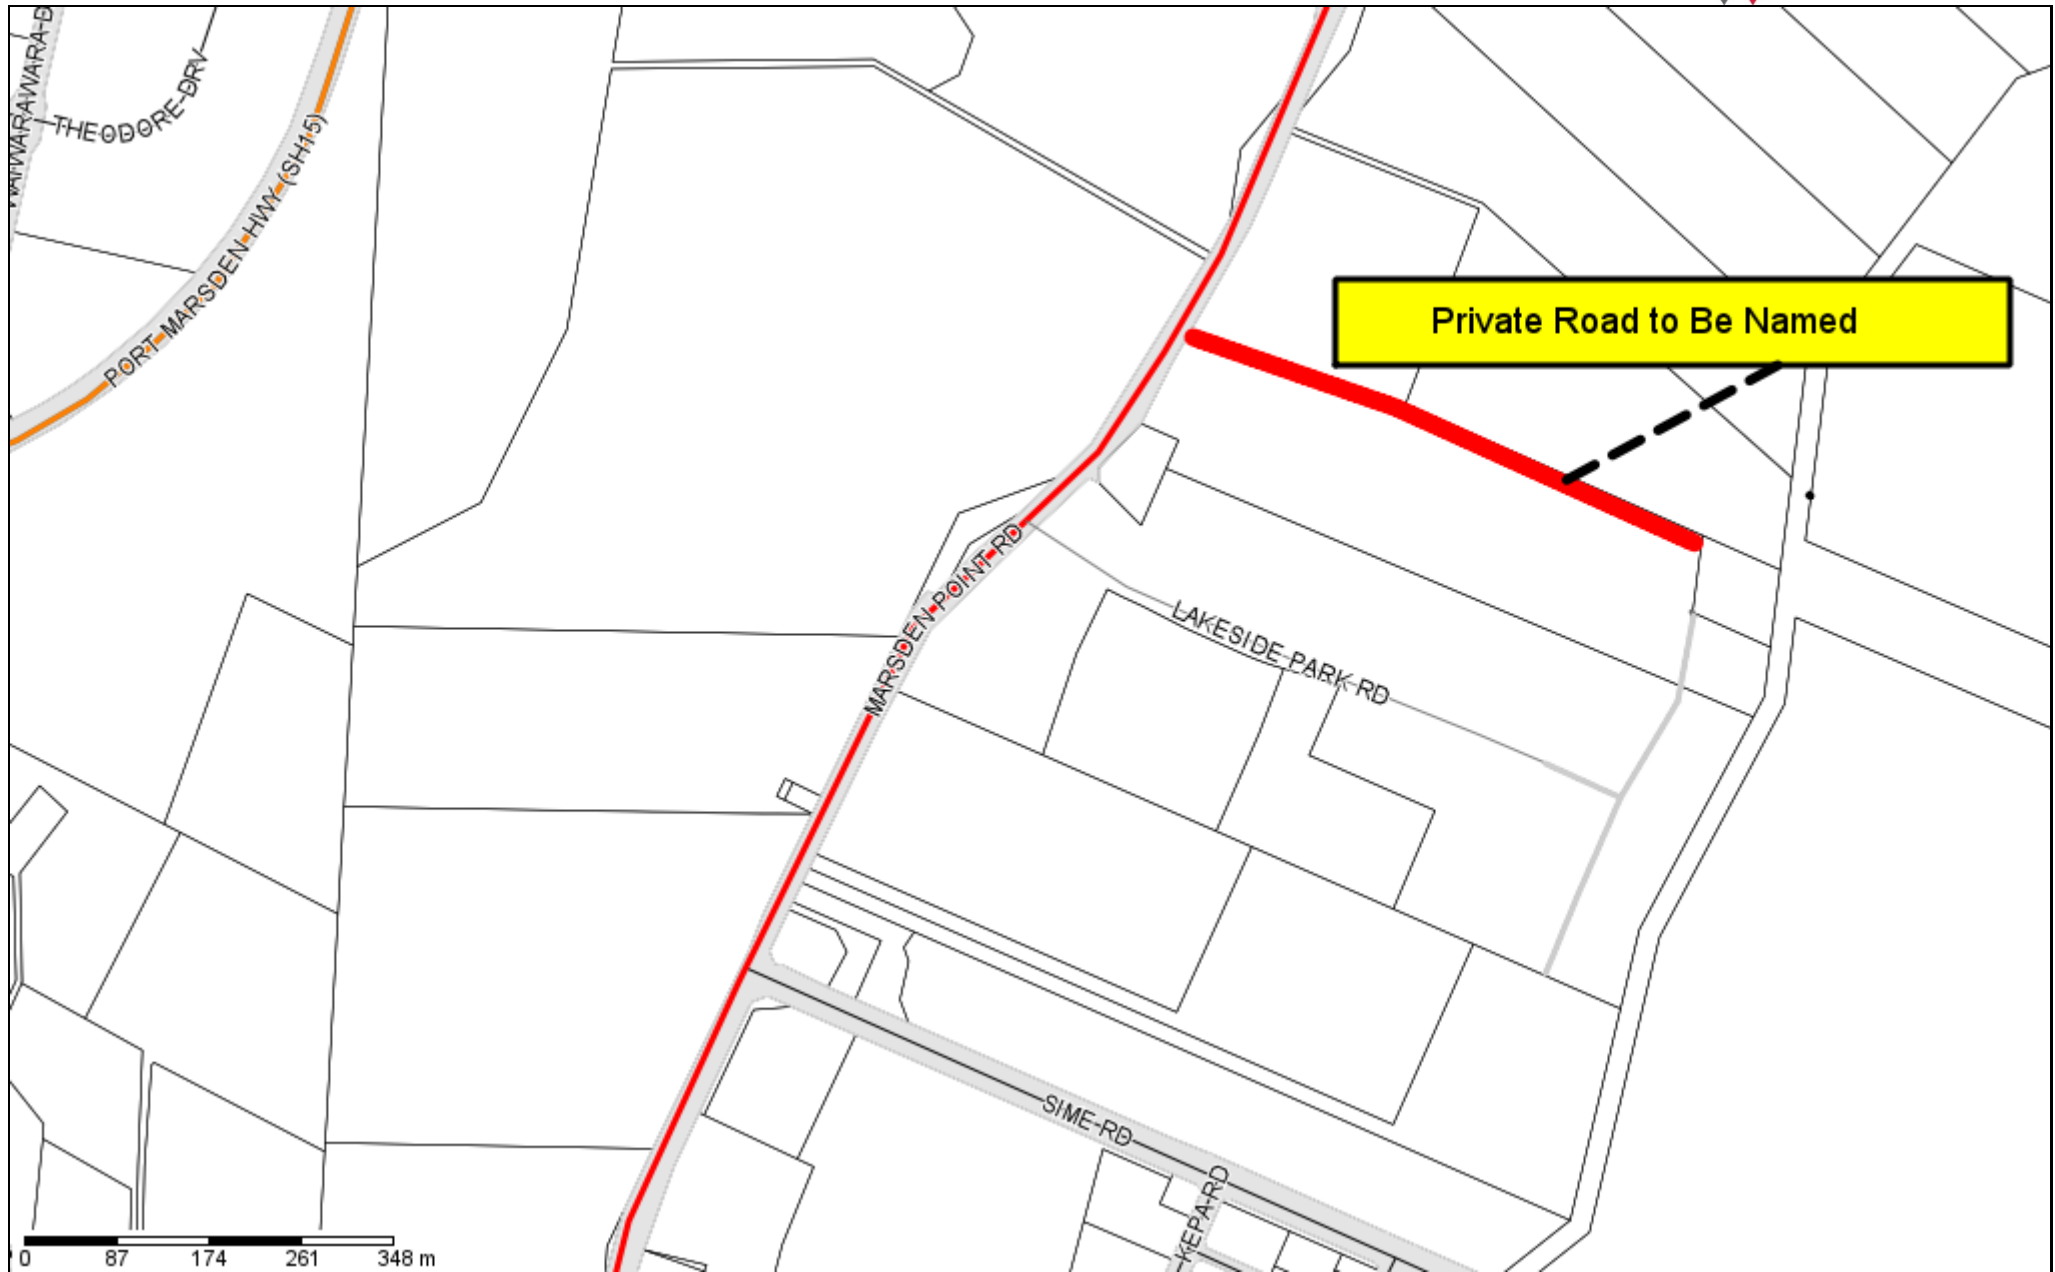 THEODORE DRV
PORT MARSDEN HWY (SH15)
Private Road to Be Named
MARSDEN POINT RD
LAKESIDE PARK RD
SIME RD
KEPA RD
0 87 174 261 348 m